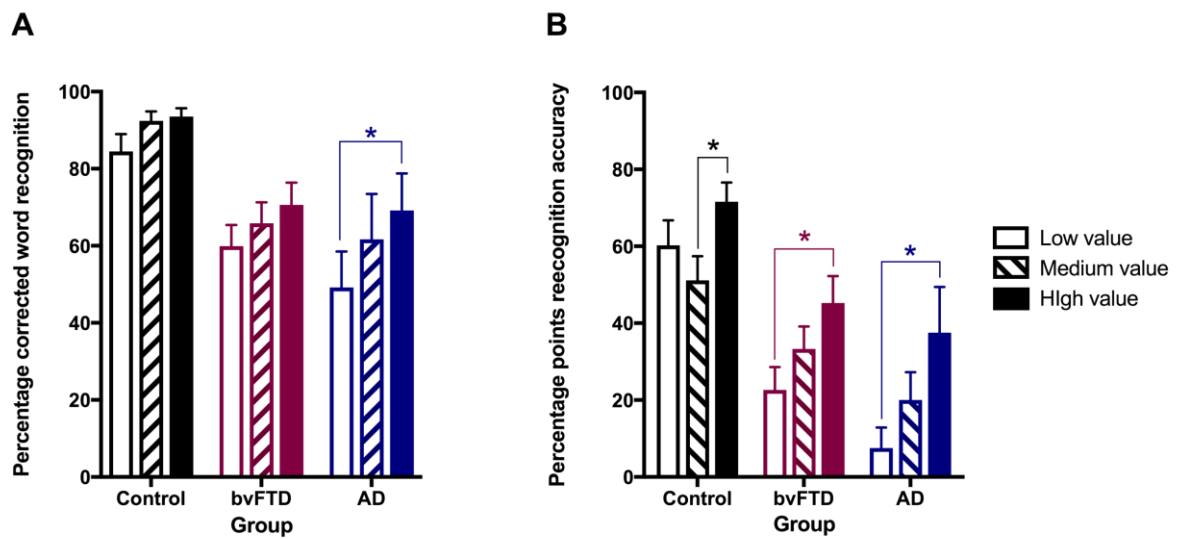 A
Percentage corrected word recognition
100
80
60
40
20
0
*
Control
bvFTD
AD
Group
B
Percentage points recognition accuracy
100
80
60
40
20
0
*
*
*
Control
bvFTD
AD
Group
Low value
Medium value
HIgh value